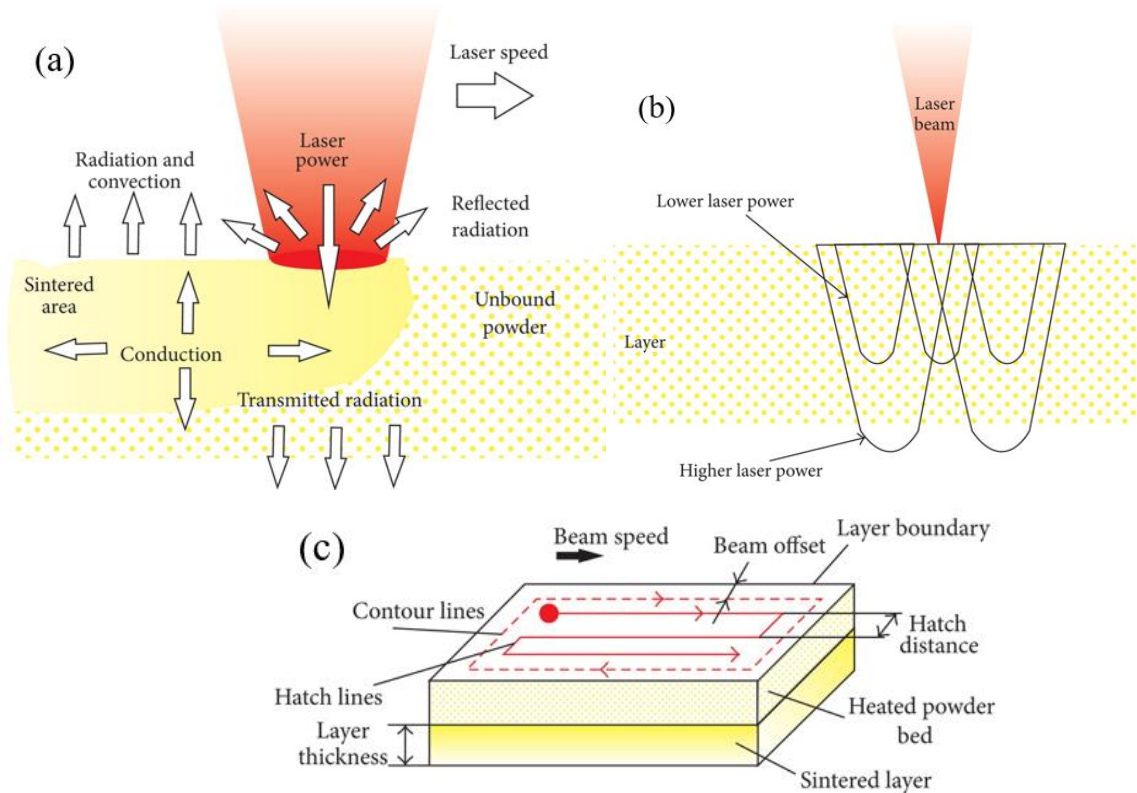 (a)
Laser speed
Laser
power
Radiation and
convection
Reflected
radiation
Sintered
area
Unbound
powder
Conduction
Transmitted radiation
(b)
Laser
beam
Lower laser power
Layer
Higher laser power
(c)
Beam speed
Beam offset
Layer boundary
Contour lines
Hatch
distance
Hatch lines
Heated powder
bed
Layer
thickness
Sintered layer